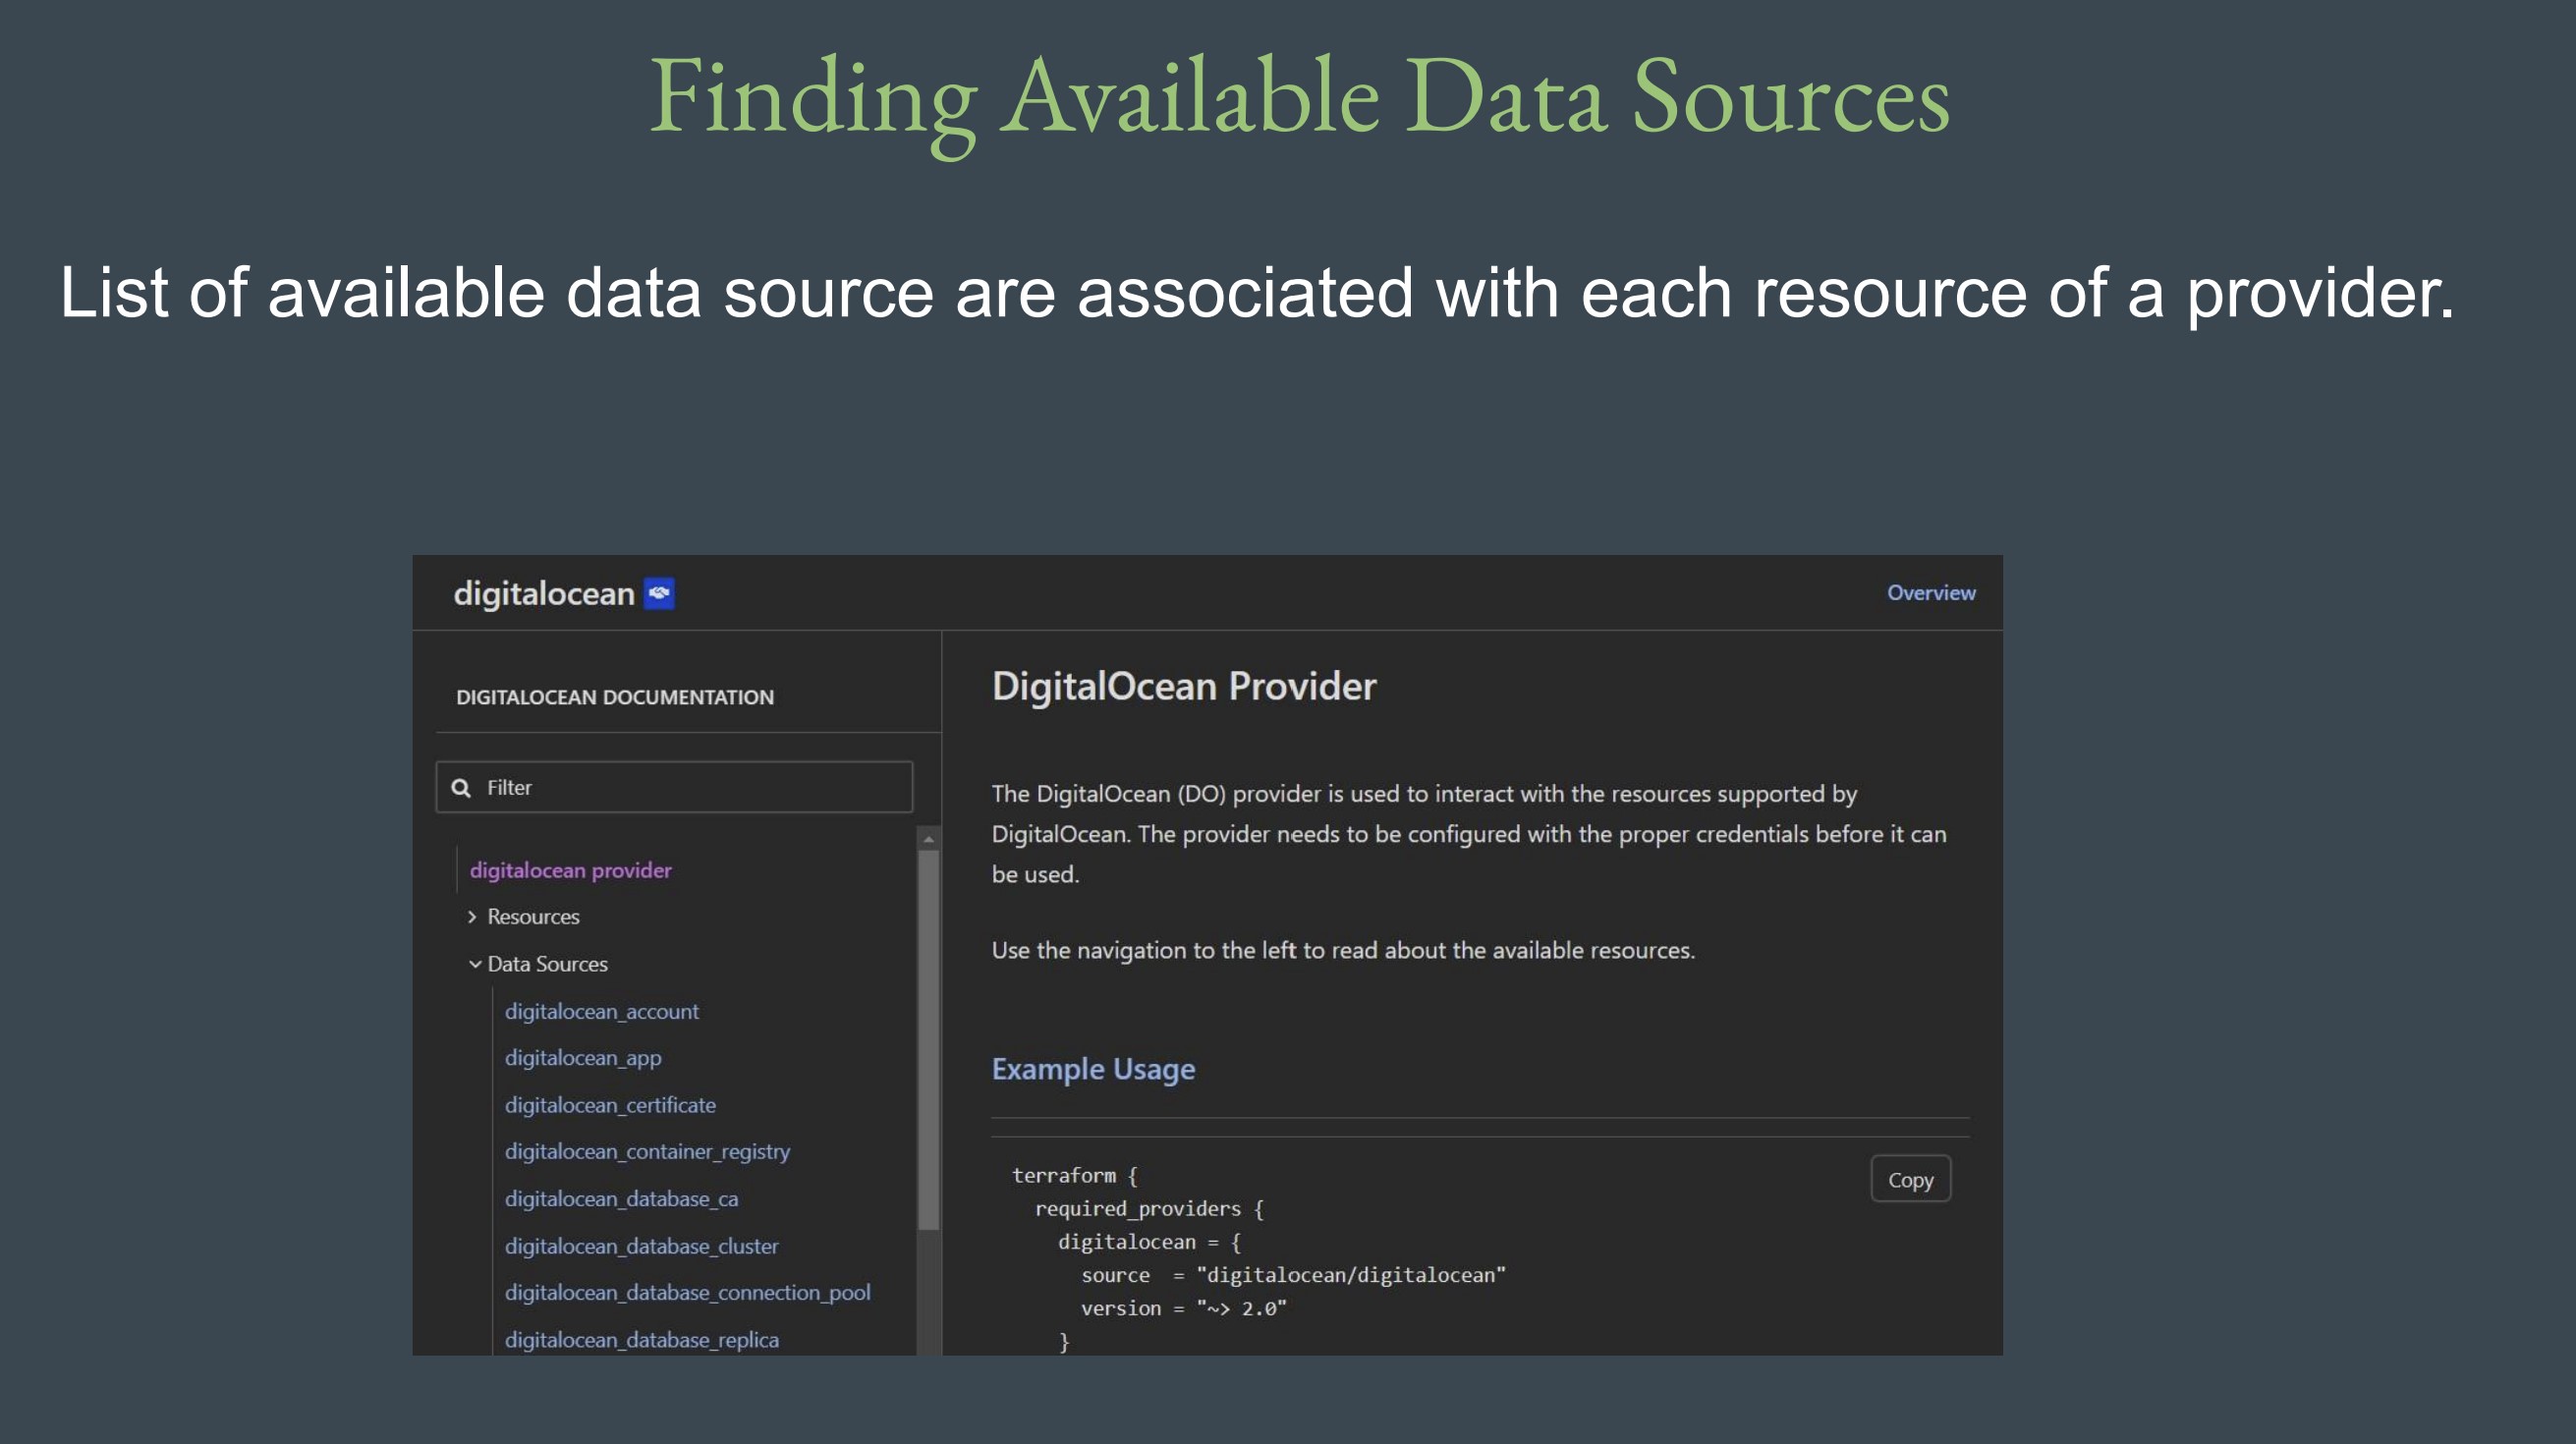 Finding Available Data Sources
List of available data source are associated with each resource of a provider.
digitalocean
Overview
DIGITALOCEAN DOCUMENTATION
Filter
digitalocean provider
Resources
Data Sources
digitalocean_account
digitalocean_app
digitalocean_certificate
digitalocean_container_registry
digitalocean_database_ca
digitalocean_database_cluster
digitalocean_database_connection_pool
digitalocean_database_replica
DigitalOcean Provider
The DigitalOcean (DO) provider is used to interact with the resources supported by
DigitalOcean. The provider needs to be configured with the proper credentials before it can
be used.
Use the navigation to the left to read about the available resources.
Example Usage
Copy
terraform {
  required_providers {
    digitalocean = {
      source  = "digitalocean/digitalocean"
      version = "~> 2.0"
    }